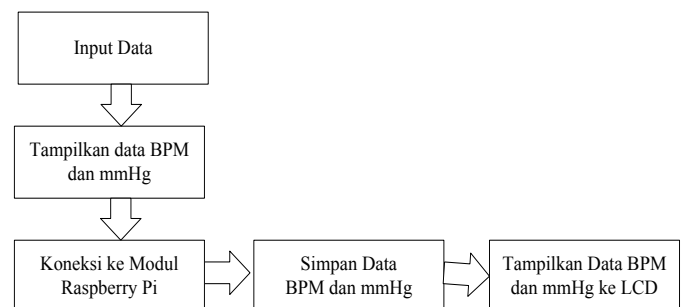 Input Data
Tampilkan data BPM
dan mmHg
Koneksi ke Modul
Raspberry Pi
Simpan Data
BPM dan mmHg
Tampilkan Data BPM
dan mmHg ke LCD